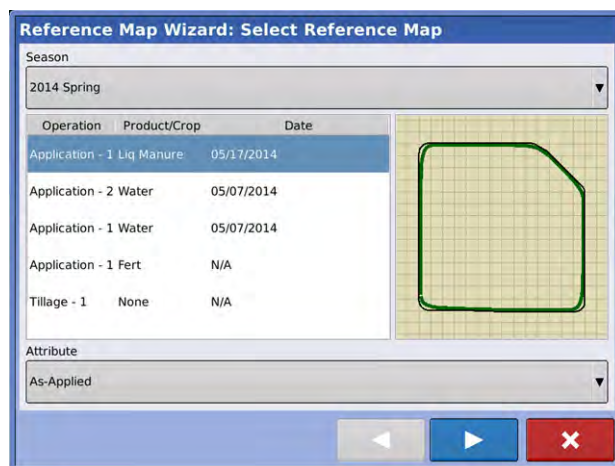 Reference Map Wizard: Select Reference Map
Season
2014 Spring
Operation Product/Crop Date
Application - 1 Liq Manure 05/17/2014
Application - 2 Water 05/07/2014
Application - 1 Water 05/07/2014
Application - 1 Fert N/A
Tillage - 1 None N/A
Attribute
As-Applied